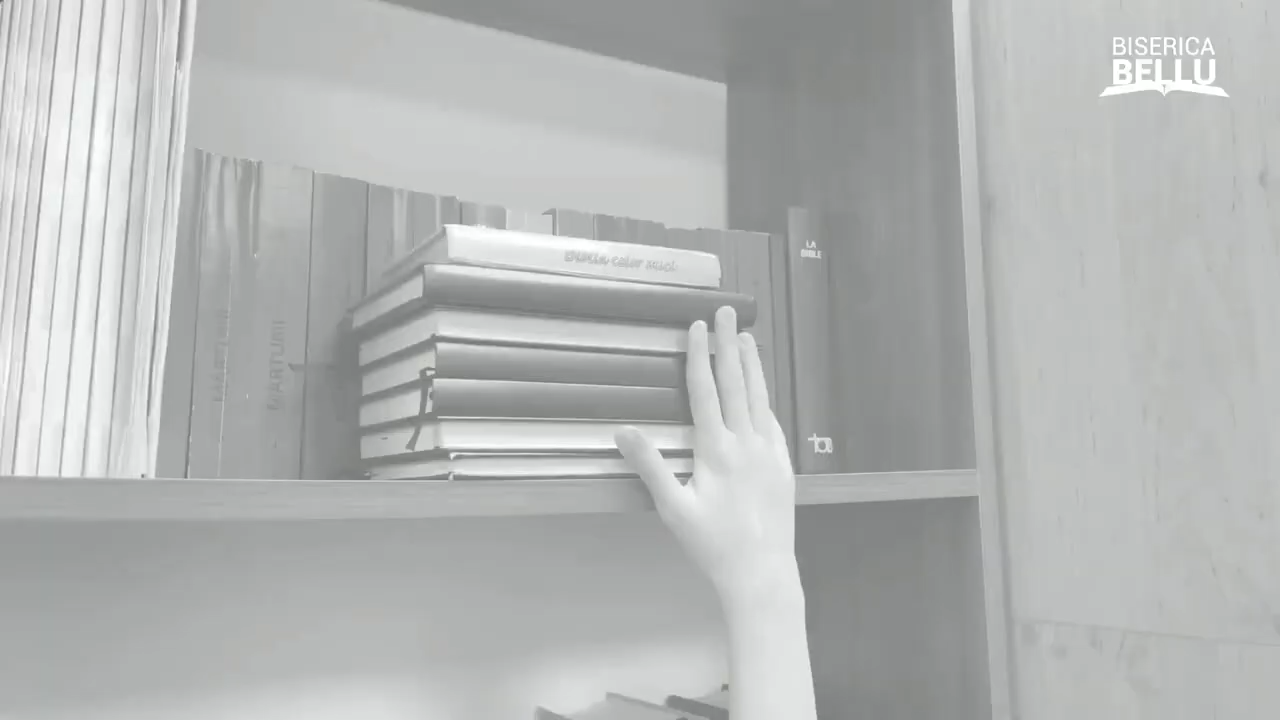 BISERICA
BELLU
Biblia celor mici
LA
BIBLE
MARTURII
MARTURII